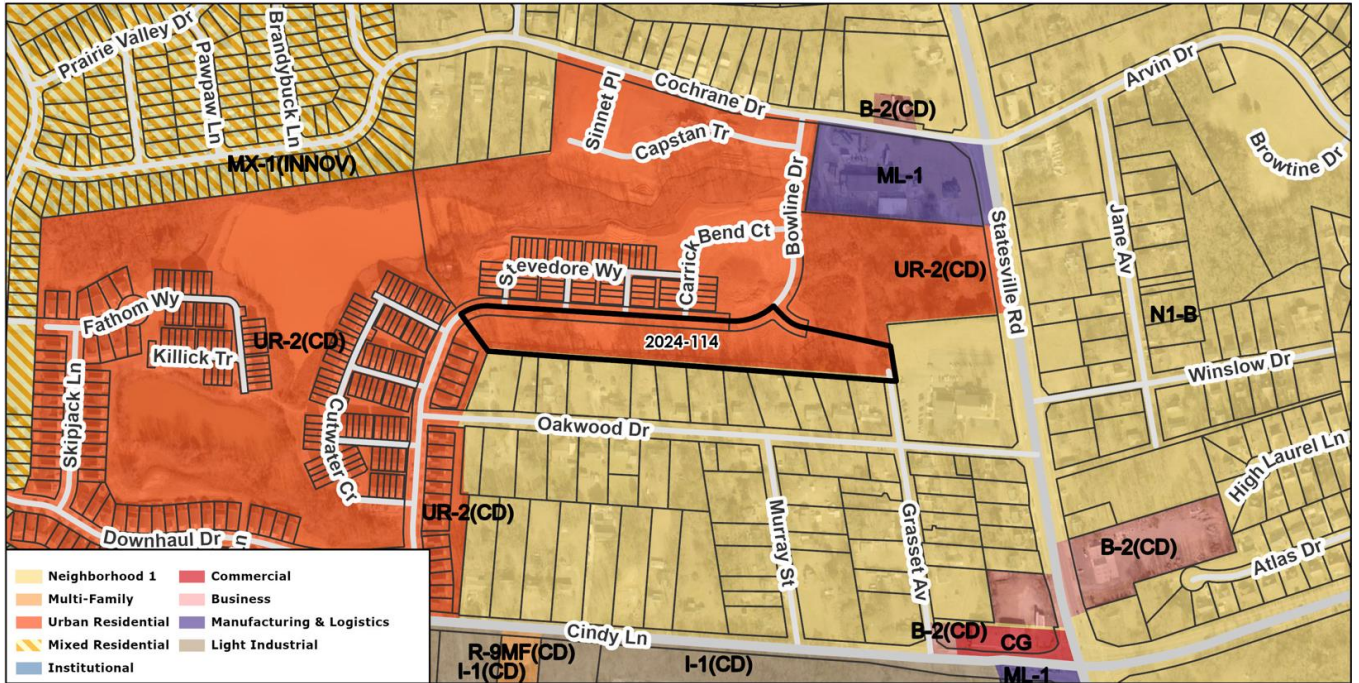 Prairie Valley Dr
Pawpaw Ln
Brandybuck Ln
MX-1(INNOV)
Sinnet Pl
Cochrane Dr
Capstan Tr
B-2(CD)
Arvin Dr
Browtine Dr
ML-1
Bowline Dr
Statesville Rd
Jane Av
Bend Ct
Carrick
Stevedore Wy
UR-2(CD)
N1-B
Fathom Wy
Killick Tr
UR-2(CD)
2024-114
Winslow Dr
Skipjack Ln
Cutwater Cr
Oakwood Dr
High Laurel Ln
UR-2(CD)
Murray St
Grasset Av
B-2(CD)
Atlas Dr
Downhaul Dr
Cindy Ln
B-2(CD)
CG
R-9MF(CD)
I-1(CD)
I-1(CD)
ML-1
Neighborhood 1
Multi-Family
Urban Residential
Mixed Residential
Institutional
Commercial
Business
Manufacturing & Logistics
Light Industrial